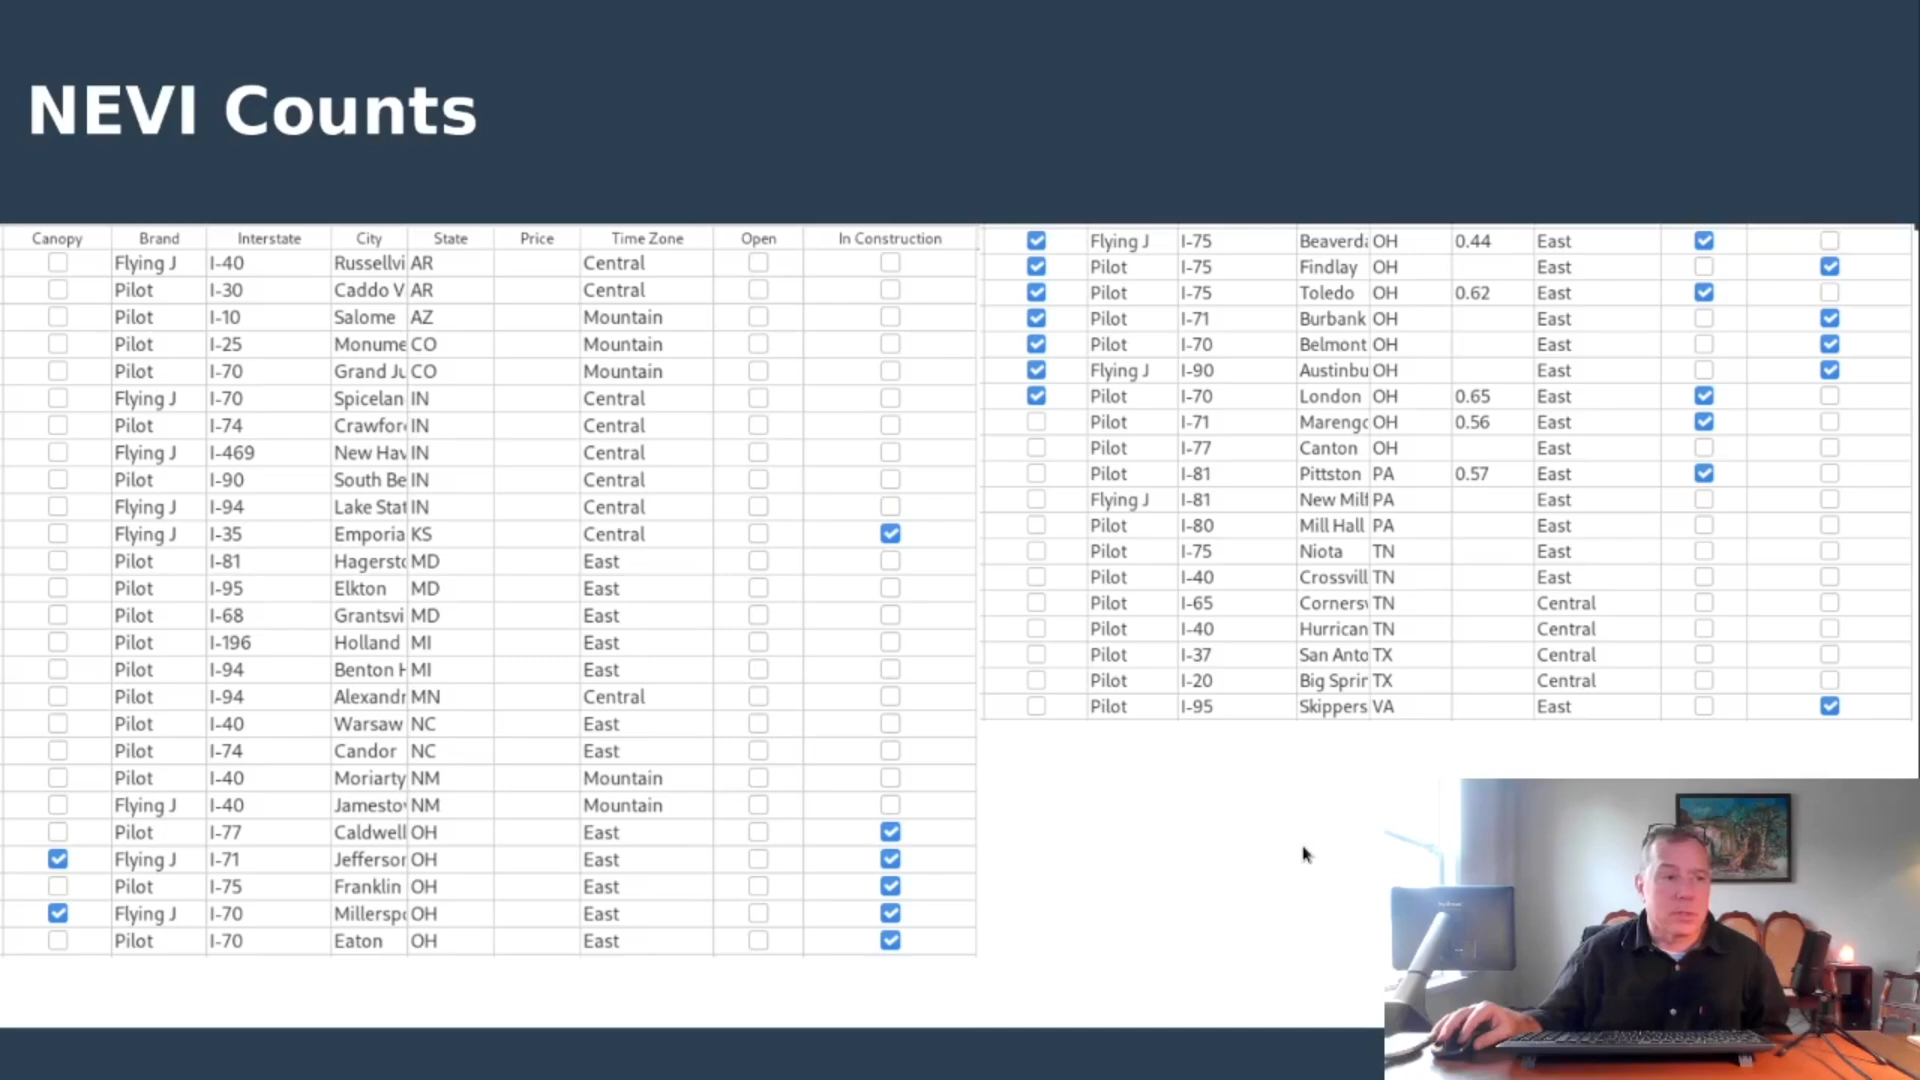 NEVI Counts
Canopy Brand Interstate City State Price Time Zone Open In Construction
Flying J I-40 Russellvi AR Central
Pilot I-30 Caddo V AR Central
Pilot I-10 Salome AZ Mountain
Pilot I-25 Monume CO Mountain
Pilot I-70 Grand Ju CO Mountain
Flying J I-70 Spicelan IN Central
Pilot I-74 Crawfor IN Central
Flying J I-469 New Hav IN Central
Pilot I-90 South Be IN Central
Flying J I-94 Lake Stat IN Central
Flying J I-35 Emporia KS Central
Pilot I-81 Hagersto MD East
Pilot I-95 Elkton MD East
Pilot I-68 Grantsvi MD East
Pilot I-196 Holland MI East
Pilot I-94 Benton H MI East
Pilot I-94 Alexandr MN Central
Pilot I-40 Warsaw NC East
Pilot I-74 Candor NC East
Pilot I-40 Moriarty NM Mountain
Flying J I-40 Jamesto NM Mountain
Pilot I-77 Caldwell OH East
Flying J I-71 Jefferson OH East
Pilot I-75 Franklin OH East
Flying J I-70 Millerspo OH East
Pilot I-70 Eaton OH East
Flying J I-75 Beaverda OH 0.44 East
Pilot I-75 Findlay OH East
Pilot I-75 Toledo OH 0.62 East
Pilot I-71 Burbank OH East
Pilot I-70 Belmont OH East
Flying J I-90 Austinbu OH East
Pilot I-70 London OH 0.65 East
Pilot I-71 Marengo OH 0.56 East
Pilot I-77 Canton OH East
Pilot I-81 Pittston PA 0.57 East
Flying J I-81 New Milf PA East
Pilot I-80 Mill Hall PA East
Pilot I-75 Niota TN East
Pilot I-40 Crossvill TN East
Pilot I-65 Cornersv TN Central
Pilot I-40 Hurrican TN Central
Pilot I-37 San Anto TX Central
Pilot I-20 Big Sprin TX Central
Pilot I-95 Skippers VA East